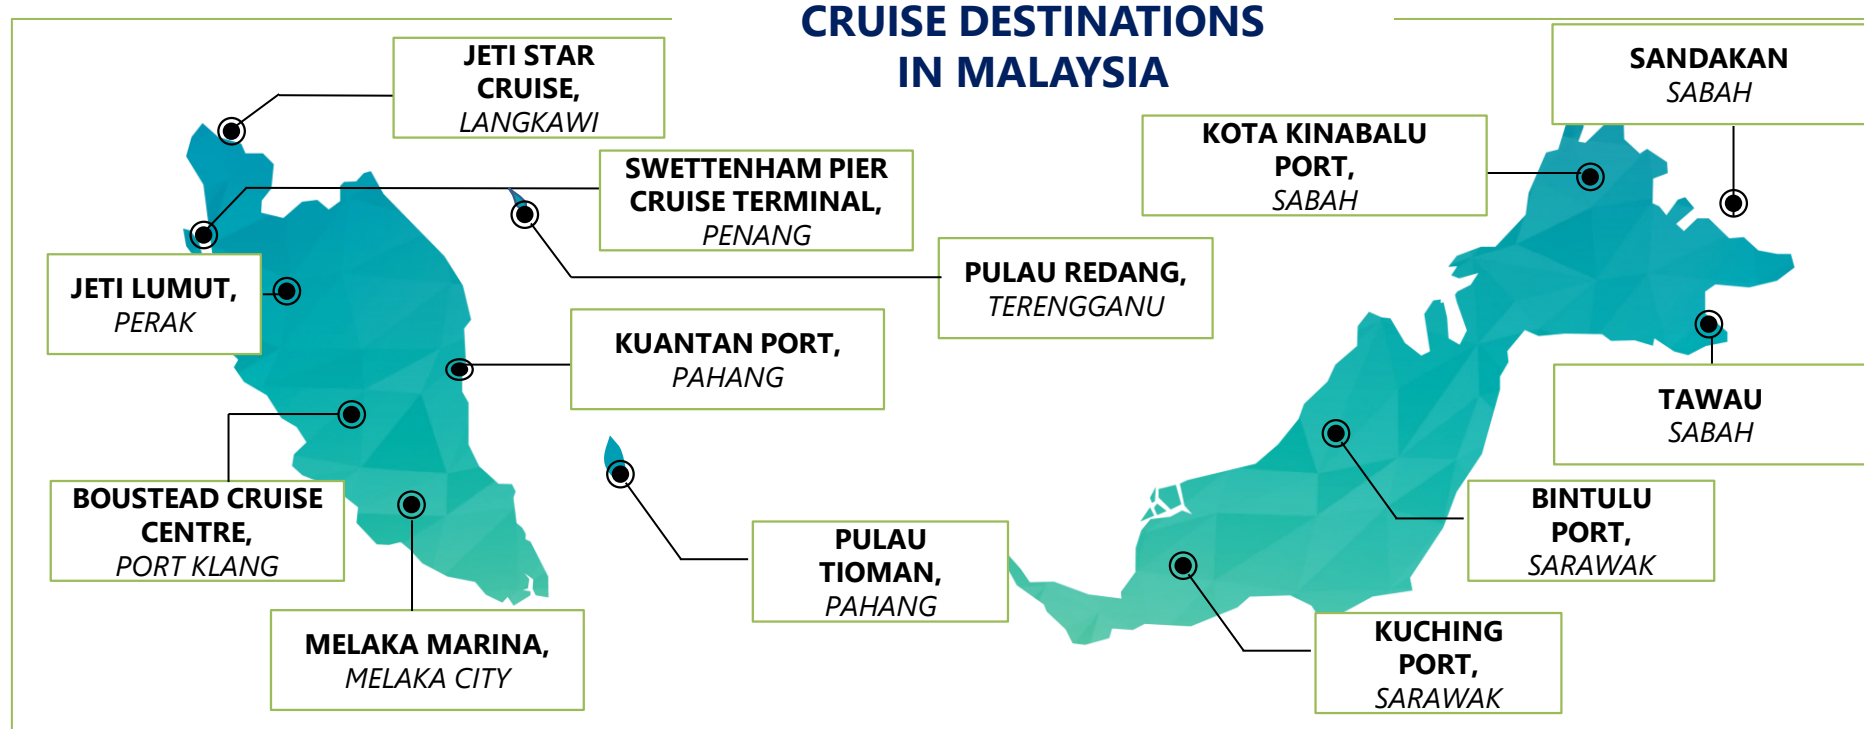 CRUISE DESTINATIONS
IN MALAYSIA
JETI STAR
CRUISE,
LANGKAWI
SWETTENHAM PIER
CRUISE TERMINAL,
PENANG
JETI LUMUT,
PERAK
PULAU REDANG,
TERENGGANU
KUANTAN PORT,
PAHANG
BOUSTEAD CRUISE
CENTRE,
PORT KLANG
MELAKA MARINA,
MELAKA CITY
PULAU
TIOMAN,
PAHANG
KOTA KINABALU
PORT,
SABAH
SANDAKAN
SABAH
TAWAU
SABAH
BINTULU
PORT,
SARAWAK
KUCHING
PORT,
SARAWAK